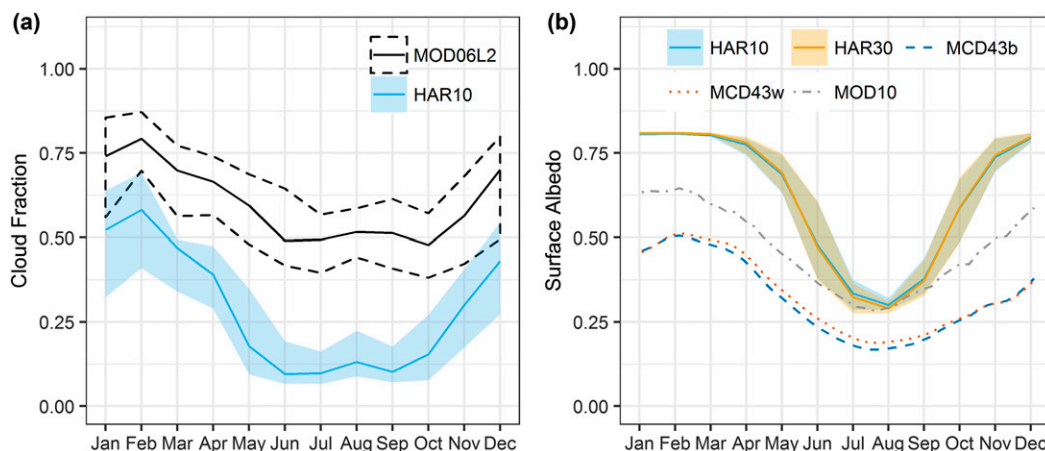 (a)
MOD06L2
HAR10
1.00
0.75
0.50
0.25
0.00
Cloud Fraction
Jan Feb Mar Apr May Jun Jul Aug Sep Oct Nov Dec
(b)
HAR10 HAR30 MCD43b
MCD43w MOD10
1.00
0.75
0.50
0.25
0.00
Surface Albedo
Jan Feb Mar Apr May Jun Jul Aug Sep Oct Nov Dec